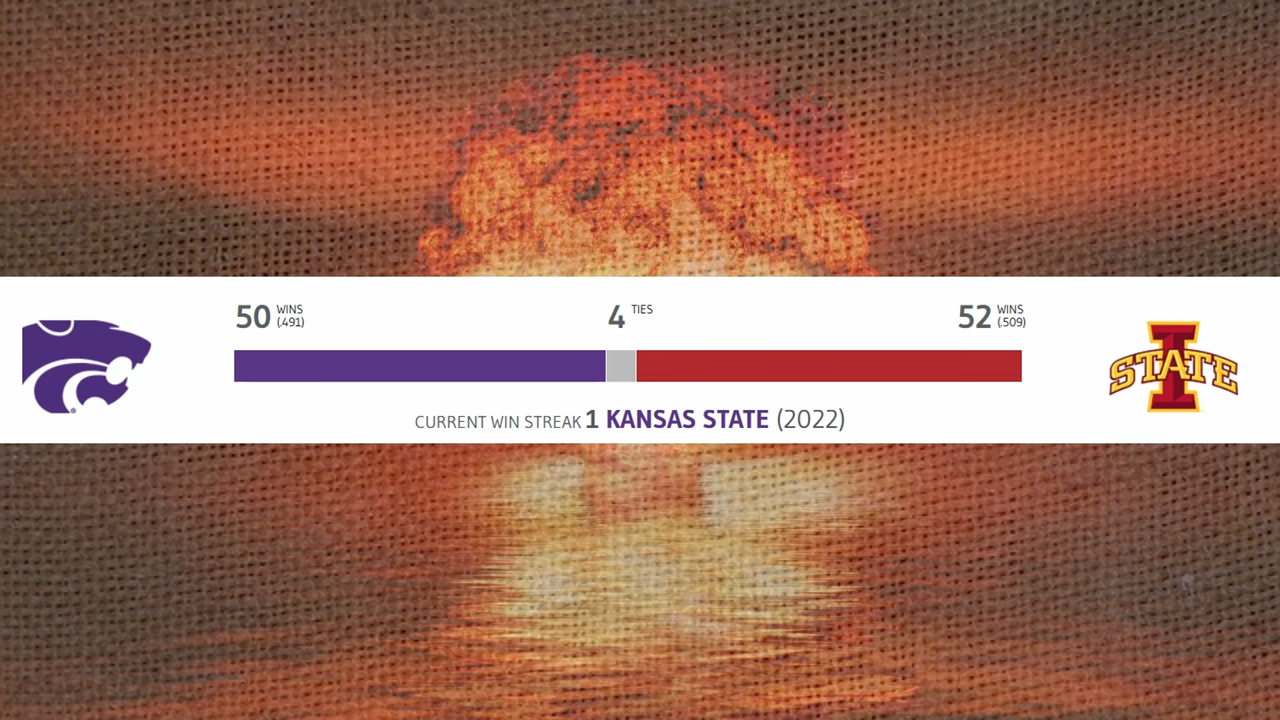 50 WINS (.491)
4 TIES
52 WINS (.509)
STATE
CURRENT WIN STREAK 1 KANSAS STATE (2022)